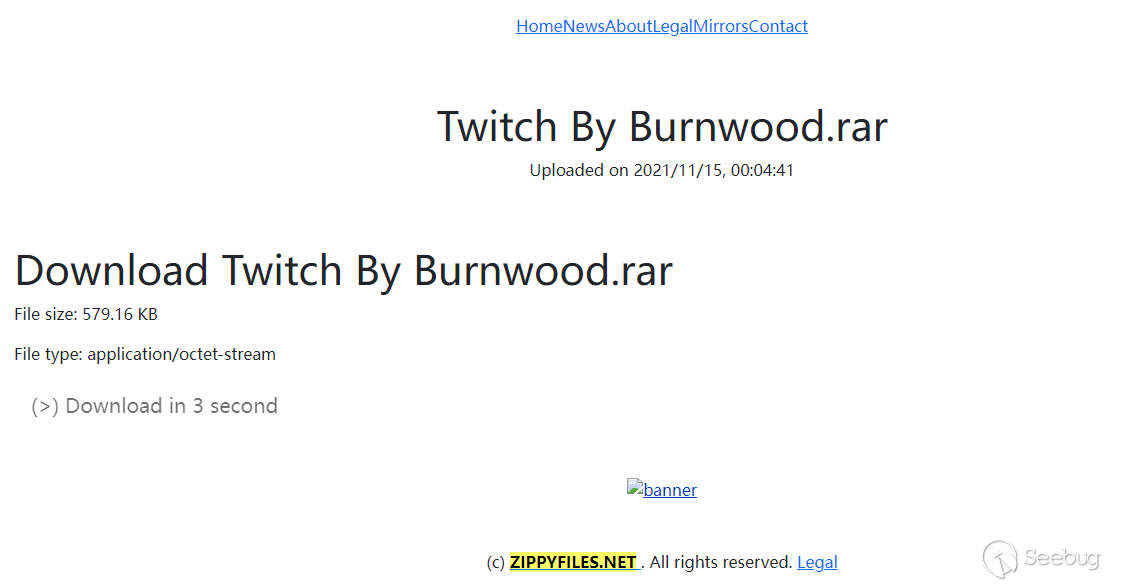 HomeNewsAboutLegalMirrorsContact
Twitch By Burnwood.rar
Uploaded on 2021/11/15, 00:04:41
Download Twitch By Burnwood.rar
File size: 579.16 KB
File type: application/octet-stream
(>) Download in 3 second
banner
(c) ZIPPYFILES.NET . All rights reserved. Legal
Seebug